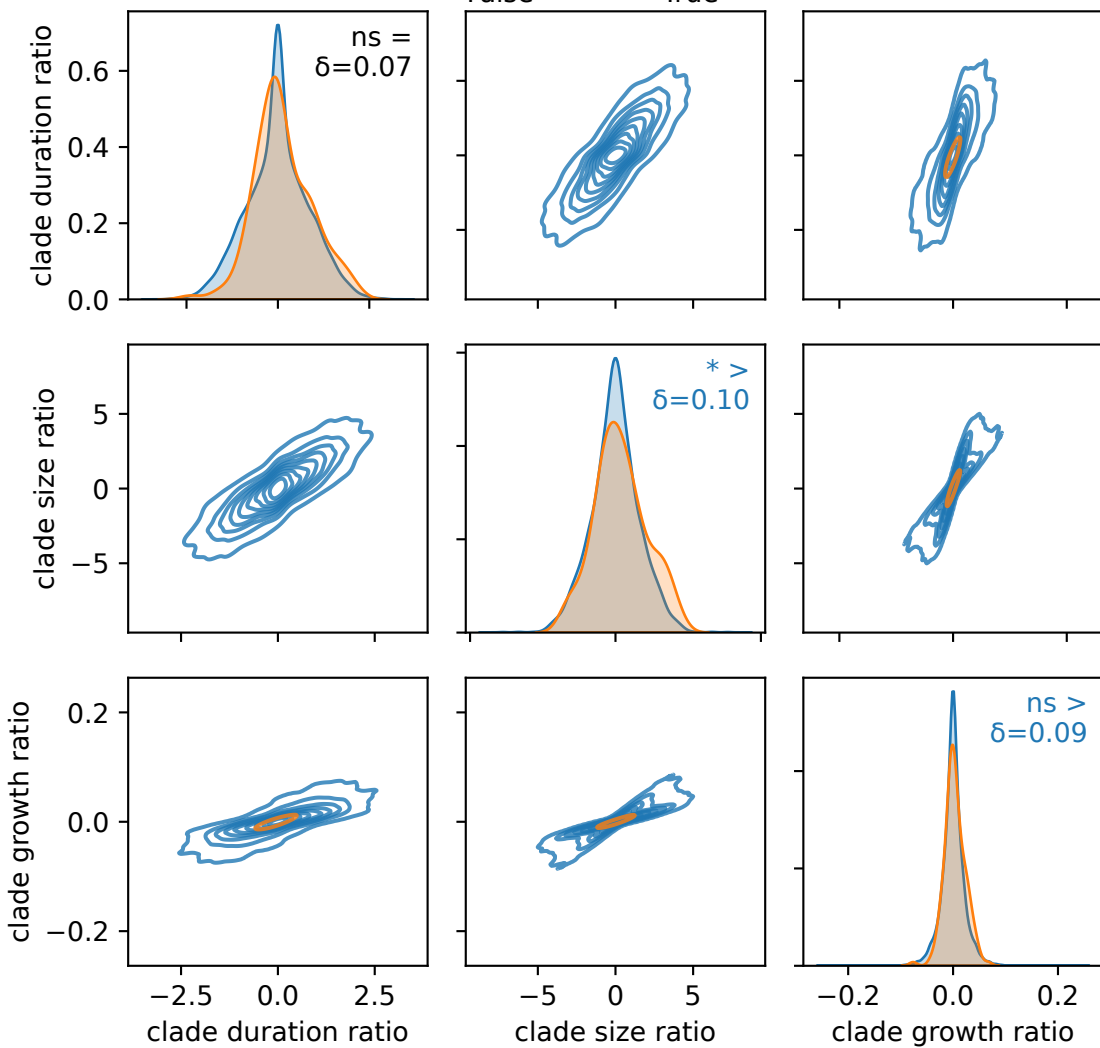 clade duration ratio
0.6
0.4
0.2
0.0
ns =
δ=0.07
clade size ratio
5
0
−5
* >
δ=0.10
clade growth ratio
0.2
0.0
−0.2
ns >
δ=0.09
−2.5 0.0 2.5
−5 0 5
−0.2 0.0 0.2
clade duration ratio
clade size ratio
clade growth ratio